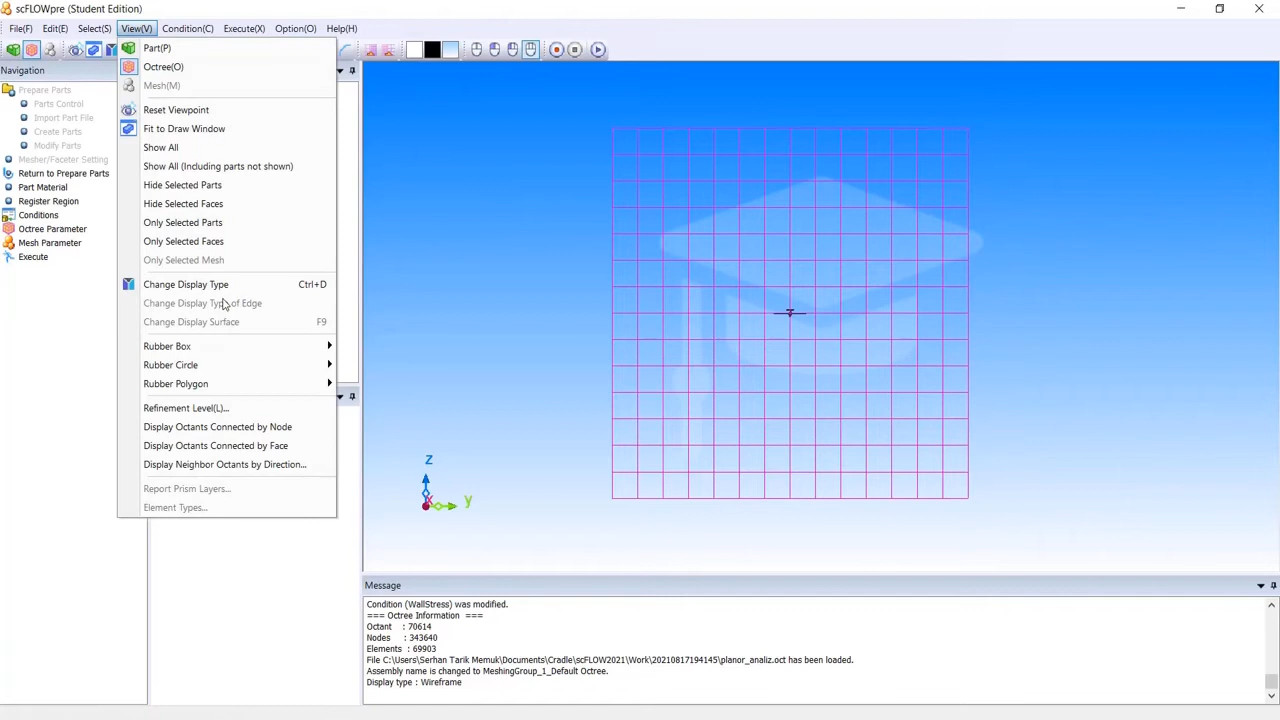 scFLOWpre (Student Edition)
File(F) Edit(E) Select(S) View(V) Condition(C) Execute(X) Option(O) Help(H)
Navigation
Prepare Parts
Parts Control
Import Part File
Create Parts
Modify Parts
Mesher/Faceter Setting
Return to Prepare Parts
Part Material
Register Region
Conditions
Octree Parameter
Mesh Parameter
Execute
Part(P)
Octree(O)
Mesh(M)
Reset Viewpoint
Fit to Draw Window
Show All
Show All (Including parts not shown)
Hide Selected Parts
Hide Selected Faces
Only Selected Parts
Only Selected Faces
Only Selected Mesh
Change Display Type Ctrl+D
Change Display Type of Edge
Change Display Surface F9
Rubber Box
Rubber Circle
Rubber Polygon
Refinement Level(L)...
Display Octants Connected by Node
Display Octants Connected by Face
Display Neighbor Octants by Direction...
Report Prism Layers...
Element Types...
z
x
y
Message
Condition (WallStress) was modified.
=== Octree Information ===
Octant : 70614
Nodes : 343640
Elements : 69903
File C:\Users\Serhan Tarik Memuk\Documents\Cradle\scFLOW2021\Work\20210817194145\planor_analiz.oct has been loaded.
Assembly name is changed to MeshingGroup_1_Default Octree.
Display type : Wireframe